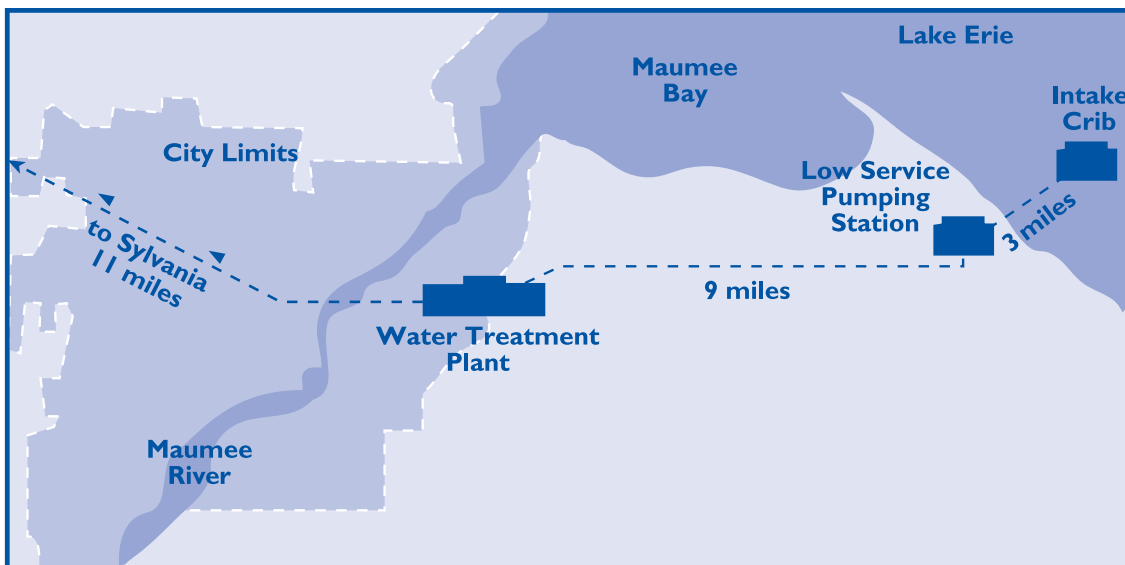 Lake Erie
Maumee
Bay
Intake
Crib
City Limits
Low Service
Pumping
Station
3 miles
to Sylvania
11 miles
9 miles
Water Treatment
Plant
Maumee
River